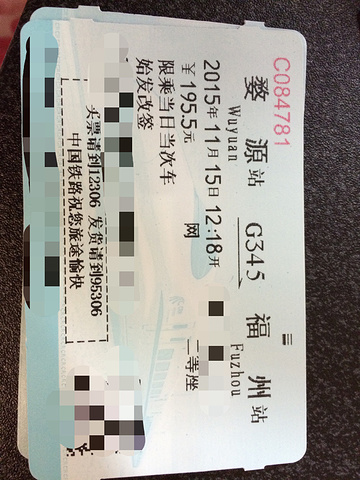 C084781
婺源站 G345 福州站
Wuyuan Fuzhou
2015年11月15日12:18开
￥195.5元 网 二等座
限乘当日当次车
始发改签
买票请到12306 发货请到95306
中国铁路祝您旅途愉快